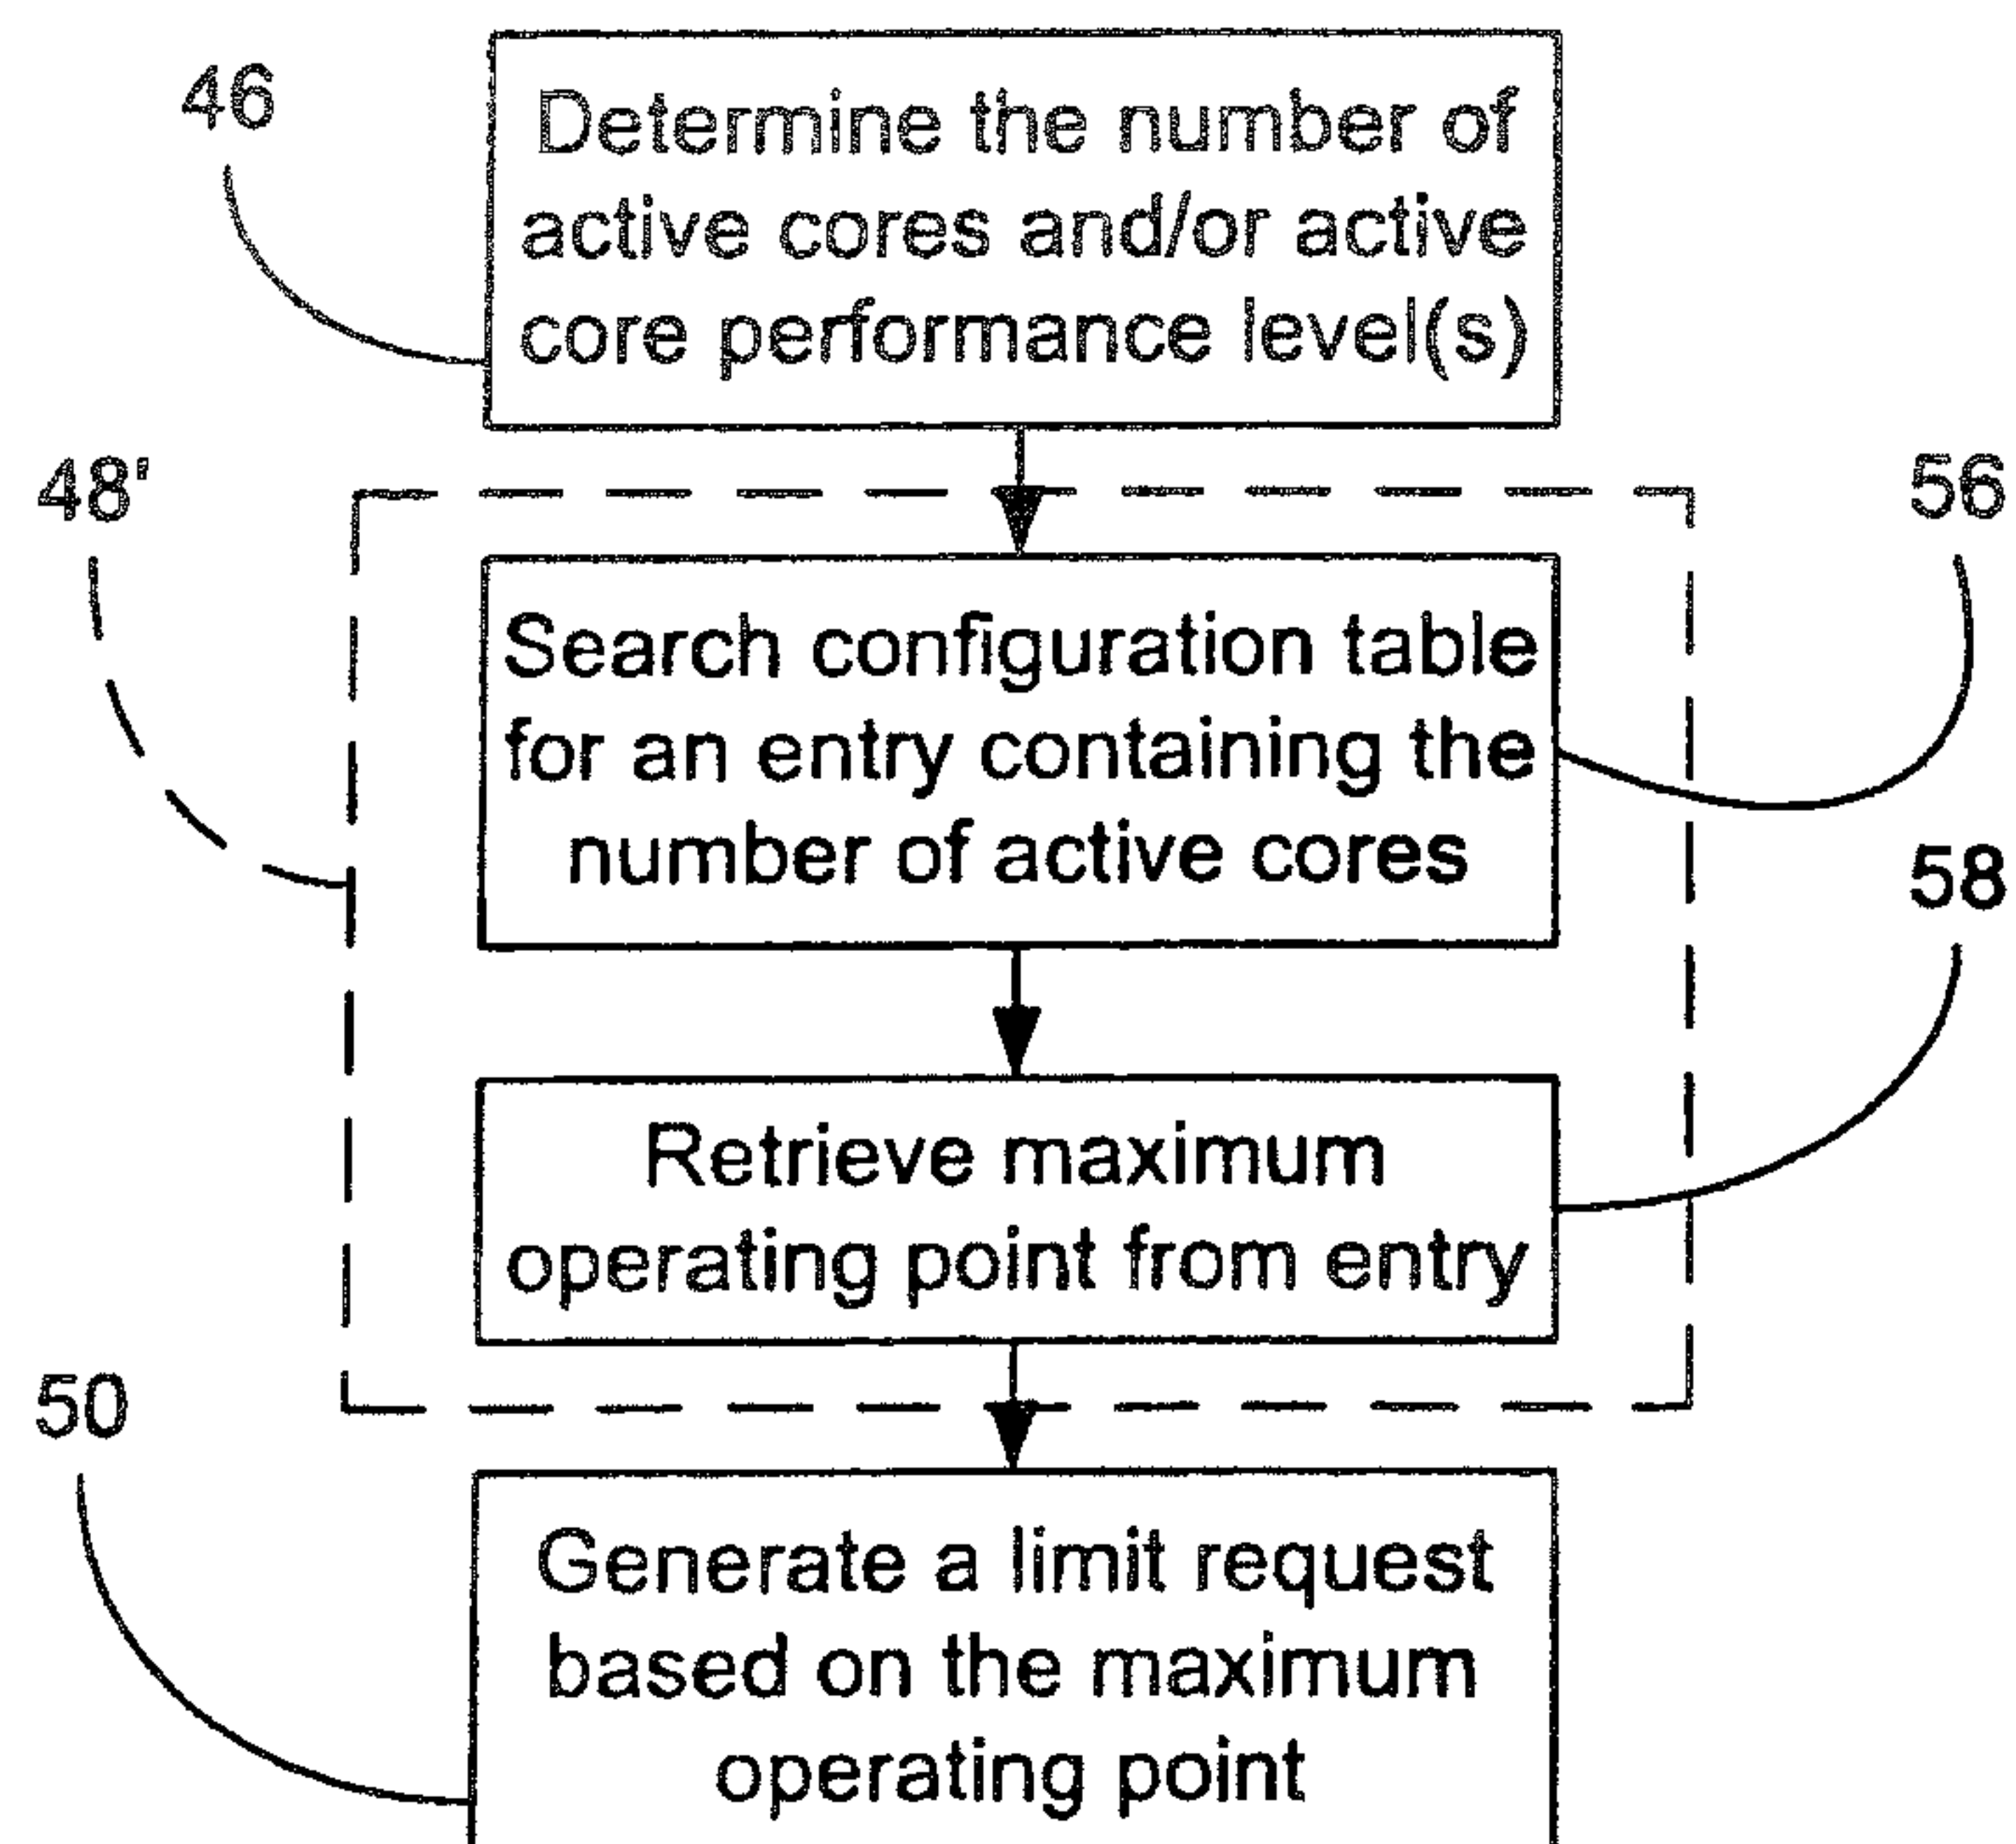 46
Determine the number of
active cores and/or active
core performance level(s)
48'
56
Search configuration table
for an entry containing the
number of active cores
58
Retrieve maximum
operating point from entry
50
Generate a limit request
based on the maximum
operating point